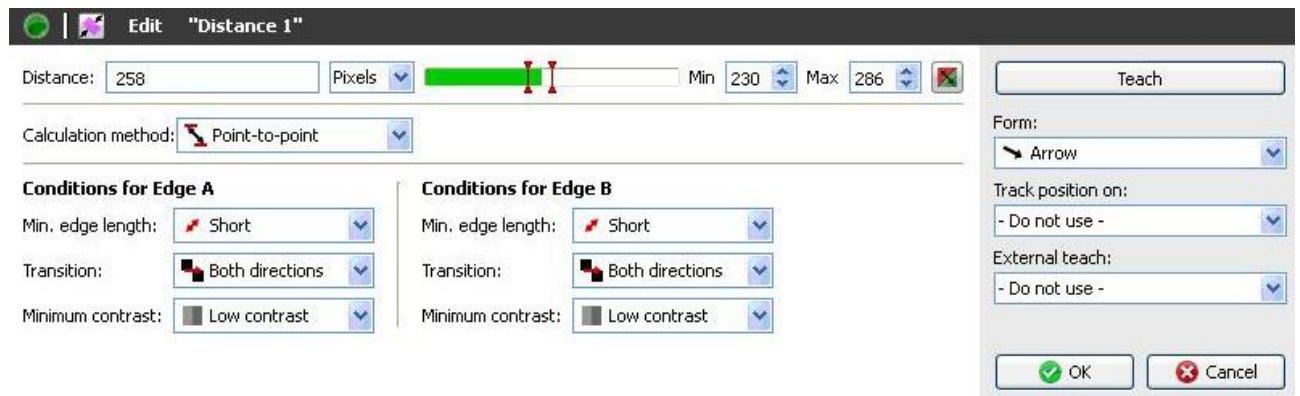 Edit "Distance 1"
Distance: 258 Pixels Min 230 Max 286
Calculation method: Point-to-point
Conditions for Edge A
Min. edge length: Short
Transition: Both directions
Minimum contrast: Low contrast
Conditions for Edge B
Min. edge length: Short
Transition: Both directions
Minimum contrast: Low contrast
Teach
Form:
Arrow
Track position on:
- Do not use -
External teach:
- Do not use -
OK Cancel